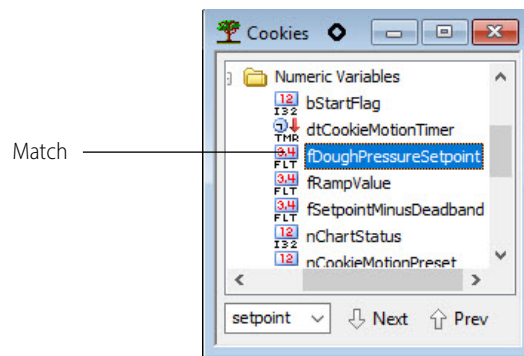 Cookies
Numeric Variables
12 I32 bStartFlag
TMR dtCookieMotionTimer
Match
3.4 FLT fDoughPressureSetpoint
3.4 FLT fRampValue
3.4 FLT fSetpointMinusDeadband
12 I32 nChartStatus
12 nCookieMotionPreset
setpoint Next Prev